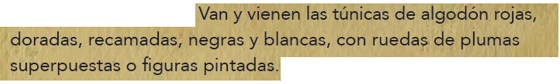 Van y vienen las túnicas de algodón rojas,
doradas, recamadas, negras y blancas, con ruedas de plumas
superpuestas o figuras pintadas.